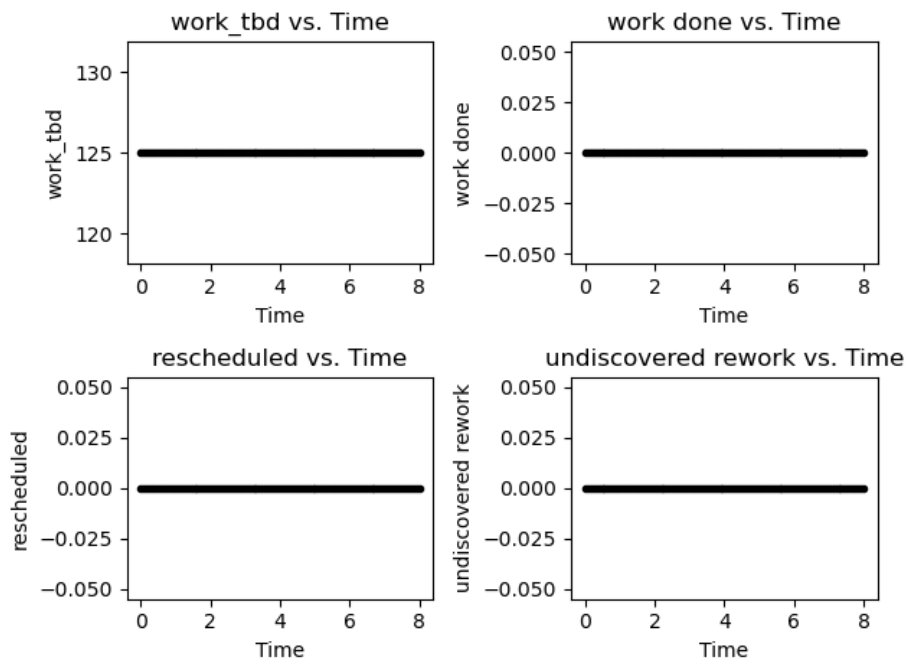 work_tbd vs. Time
work_tbd
130
125
120
0 2 4 6 8
Time
work done vs. Time
work done
0.050
0.025
0.000
−0.025
−0.050
0 2 4 6 8
Time
rescheduled vs. Time
rescheduled
0.050
0.025
0.000
−0.025
−0.050
0 2 4 6 8
Time
undiscovered rework vs. Time
undiscovered rework
0.050
0.025
0.000
−0.025
−0.050
0 2 4 6 8
Time